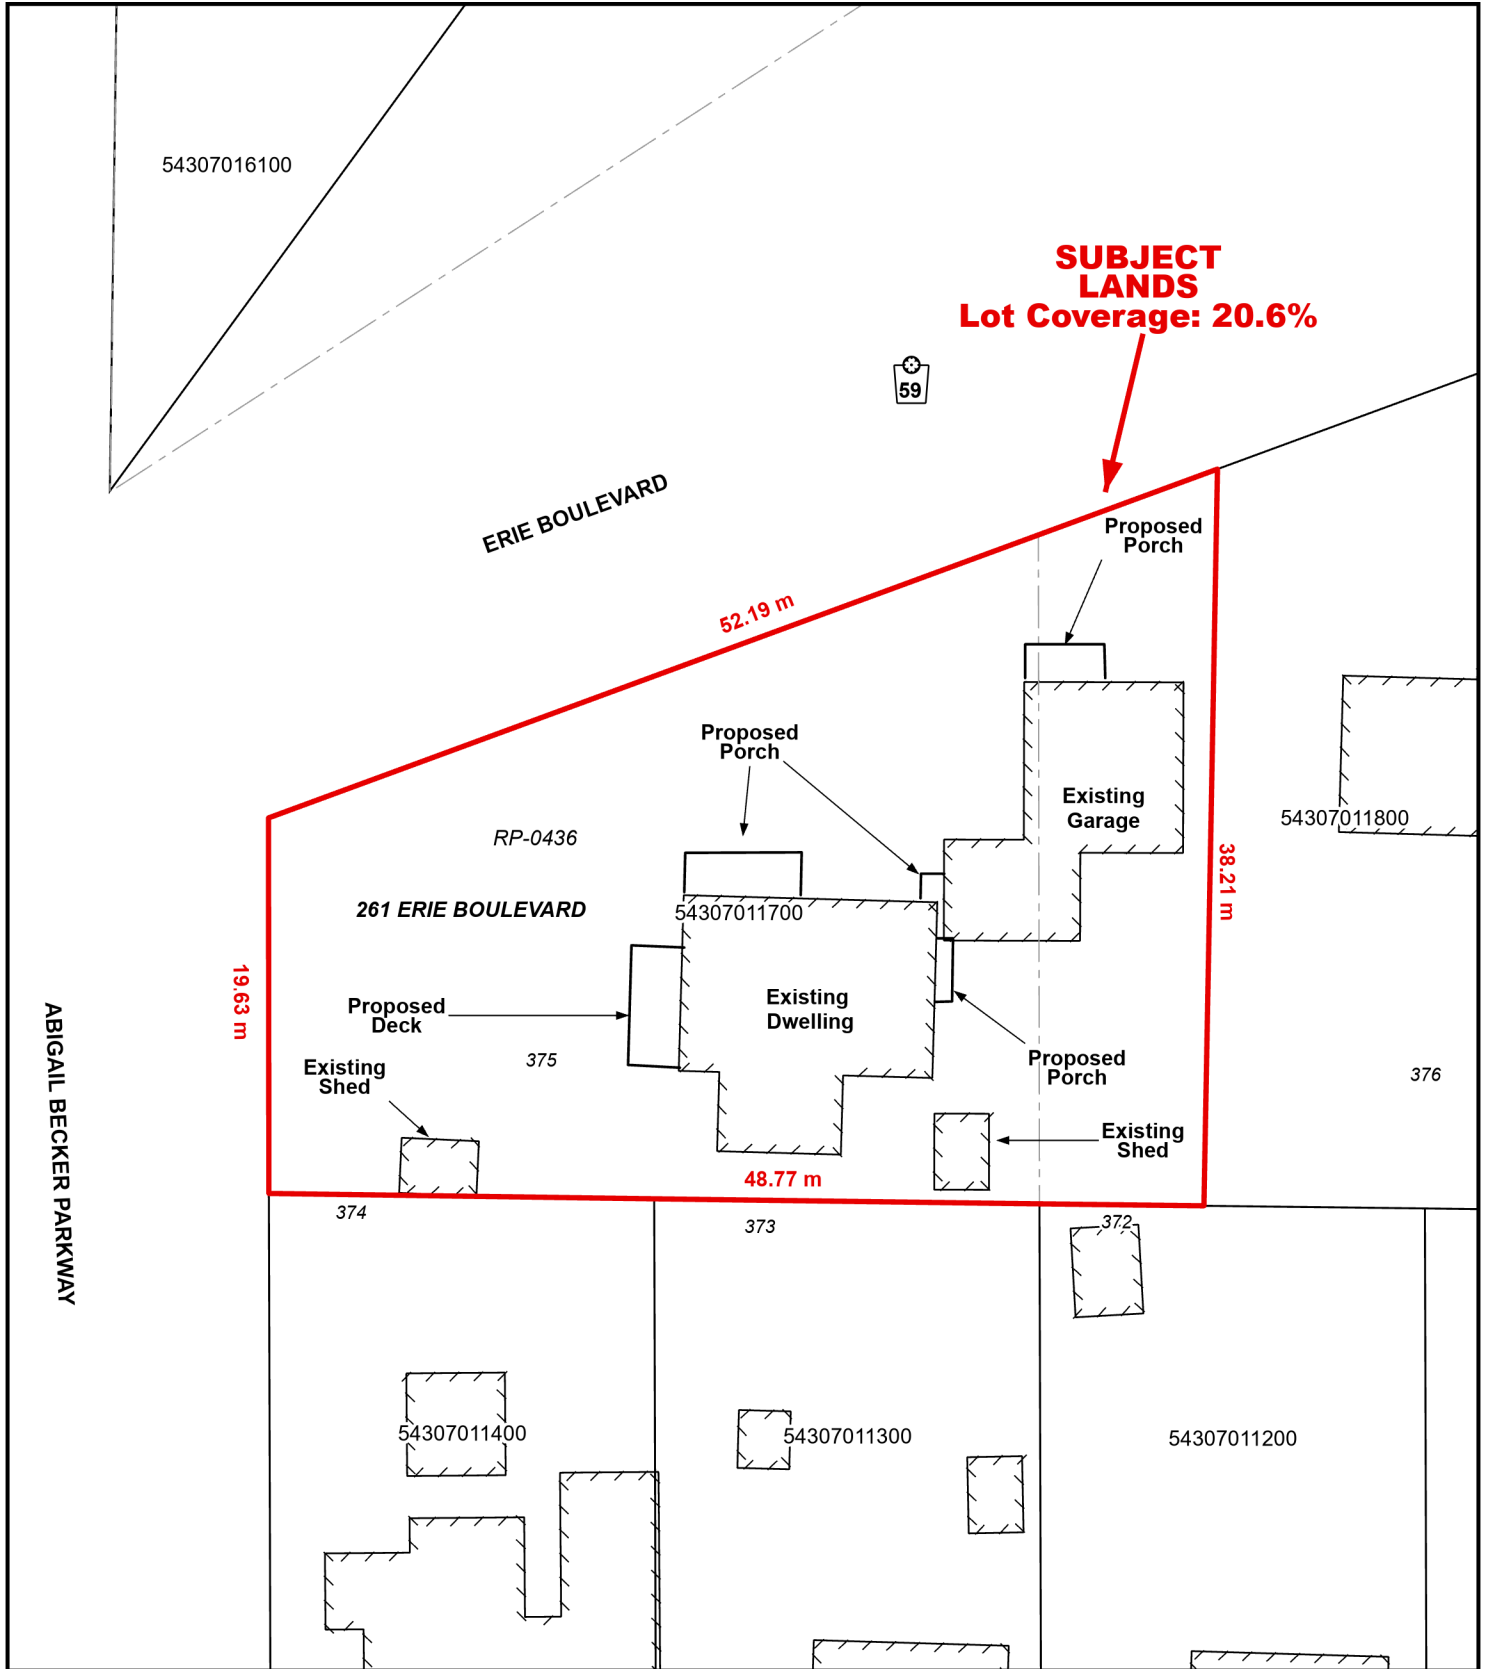 54307016100
SUBJECT
LANDS
Lot Coverage: 20.6%
59
ERIE BOULEVARD
Proposed
Porch
52.19 m
Proposed
Porch
Existing
Garage
54307011800
RP-0436
38.21 m
261 ERIE BOULEVARD
54307011700
19.63 m
Existing
Dwelling
Proposed
Deck
ABIGAIL BECKER PARKWAY
375
Existing
Shed
Proposed
Porch
376
Existing
Shed
48.77 m
374
373
372
54307011400
54307011300
54307011200